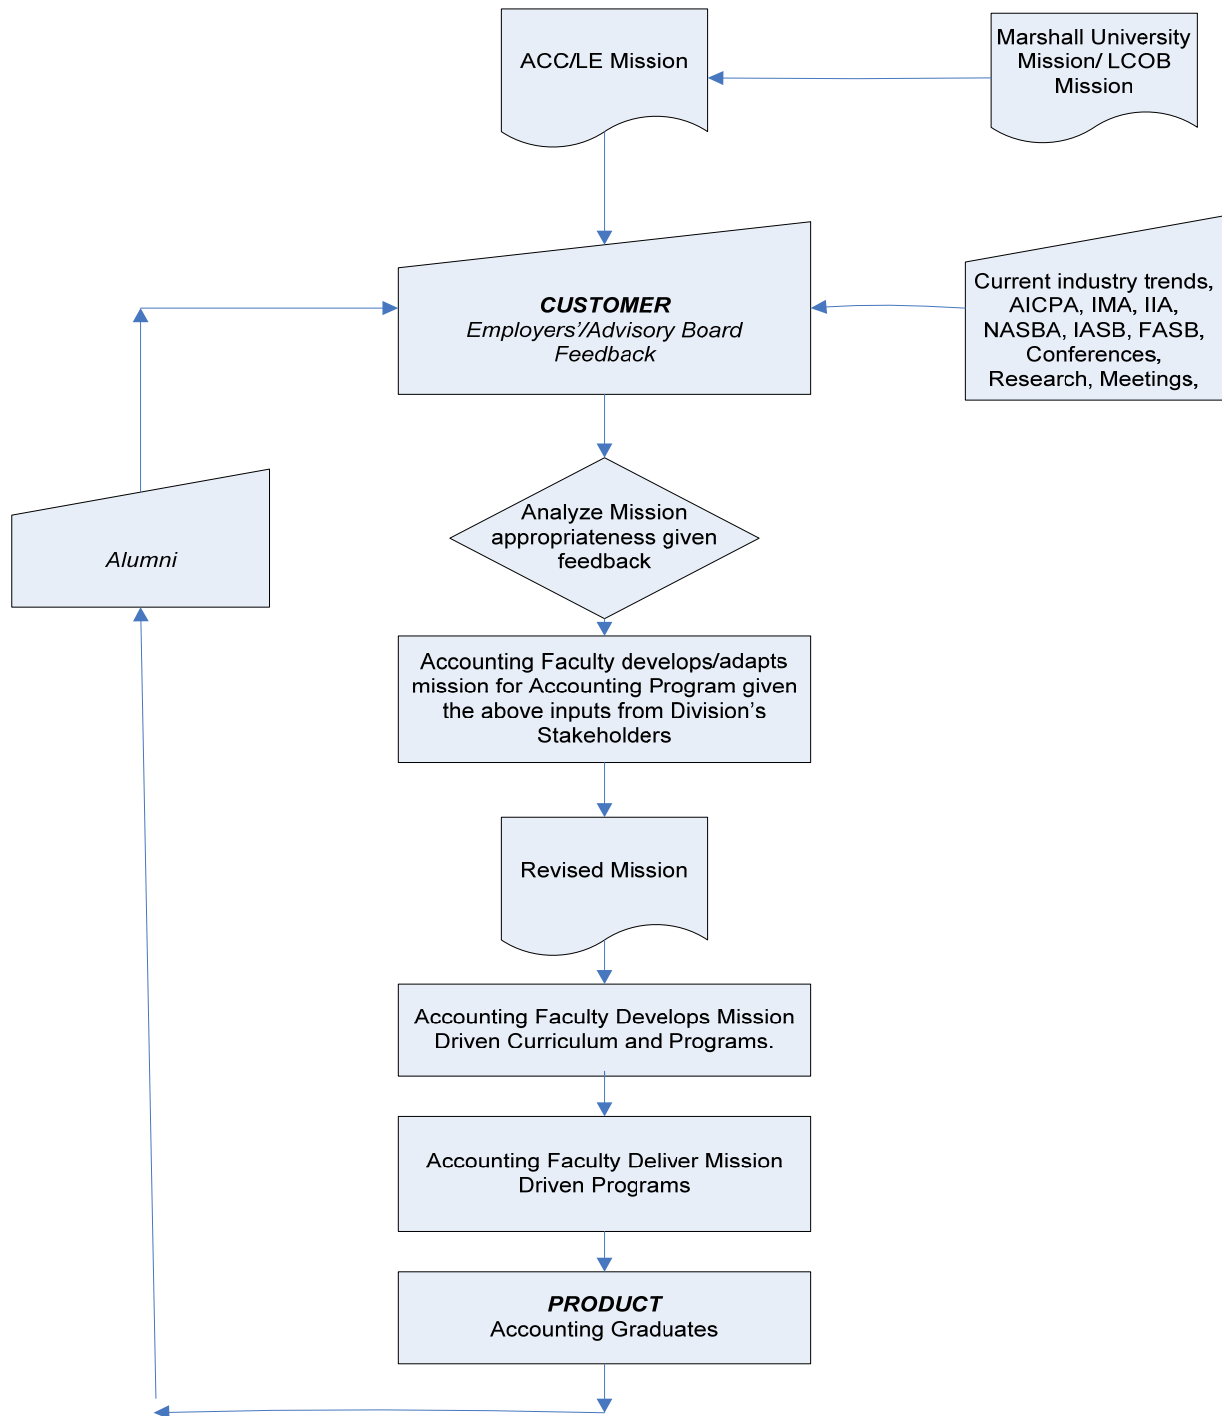 ACC/LE Mission
Marshall University
Mission/ LCOB
Mission
CUSTOMER
Employers’/Advisory Board
Feedback
Current industry trends,
AICPA, IMA, IIA,
NASBA, IASB, FASB,
Conferences,
Research, Meetings,
Analyze Mission
appropriateness given
feedback
Alumni
Accounting Faculty develops/adapts
mission for Accounting Program given
the above inputs from Division’s
Stakeholders
Revised Mission
Accounting Faculty Develops Mission
Driven Curriculum and Programs.
Accounting Faculty Deliver Mission
Driven Programs
PRODUCT
Accounting Graduates